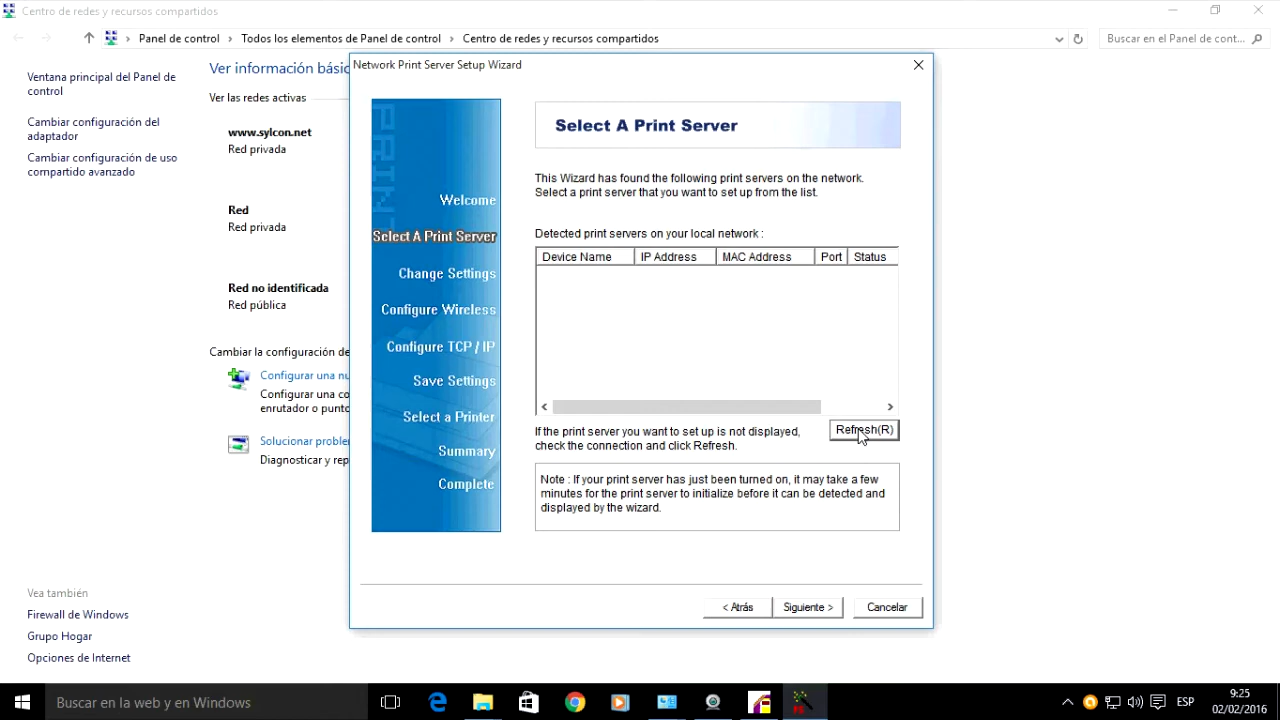 Centro de redes y recursos compartidos
Panel de control
Todos los elementos de Panel de control
Centro de redes y recursos compartidos
Buscar en el Panel de cont...
Ventana principal del Panel de
control
Cambiar configuración del
adaptador
Cambiar configuración de uso
compartido avanzado
Vea también
Firewall de Windows
Grupo Hogar
Opciones de Internet
Ver información bási
Ver las redes activas
www.sylcon.net
Red privada
Red
Red privada
Red no identificada
Red pública
Cambiar la configuración de
Configurar una nu
Configurar una co
enrutador o punto
Solucionar proble
Diagnosticar y rep
Network Print Server Setup Wizard
PRINT
Welcome
Select A Print Server
Change Settings
Configure Wireless
Configure TCP / IP
Save Settings
Select a Printer
Summary
Complete
Select A Print Server
This Wizard has found the following print servers on the network.
Select a print server that you want to set up from the list.
Detected print servers on your local network :
Device Name IP Address MAC Address Port Status
If the print server you want to set up is not displayed,
check the connection and click Refresh.
Refresh(R)
Note : If your print server has just been turned on, it may take a few
minutes for the print server to initialize before it can be detected and
displayed by the wizard.
< Atrás
Siguiente >
Cancelar
Buscar en la web y en Windows
ESP
9:25
02/02/2016